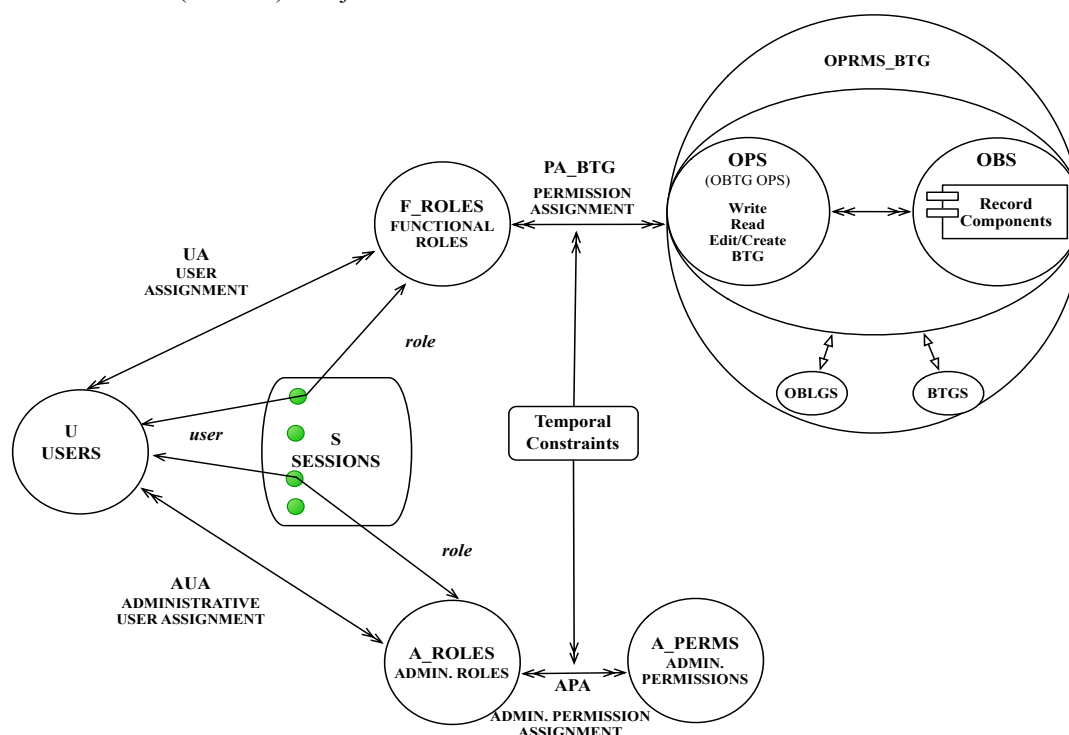 OPRMS_BTG
PA_BTG
PERMISSION
ASSIGNMENT
OPS
(OBTG OPS)
Write
Read
Edit/Create
BTG
OBS
Record
Components
F_ROLES
FUNCTIONAL
ROLES
UA
USER
ASSIGNMENT
role
OBLGS
BTGS
U
USERS
user
S
SESSIONS
Temporal
Constraints
role
AUA
ADMINISTRATIVE
USER ASSIGNMENT
A_ROLES
ADMIN. ROLES
A_PERMS
ADMIN.
PERMISSIONS
APA
ADMIN. PERMISSION
ASSIGNMENT